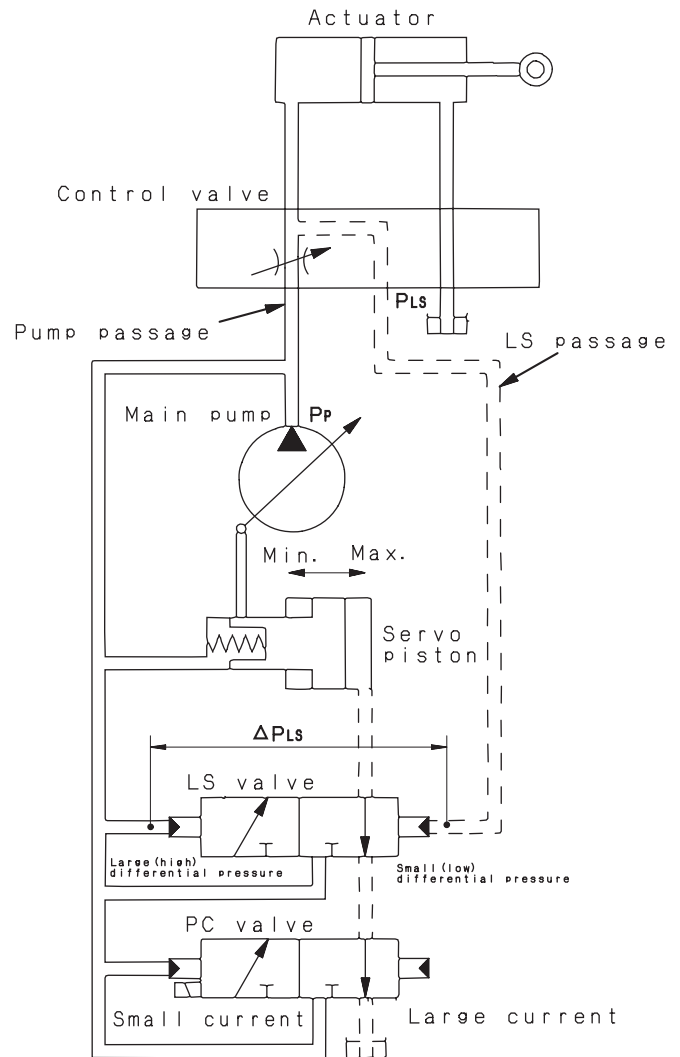 Actuator
Control valve
PLS
Pump passage
LS passage
Main pump
PP
Min. Max.
Servo
piston
ΔPLS
LS valve
Large(high)
differential pressure
Small(low)
differential pressure
PC valve
Small current
Large current